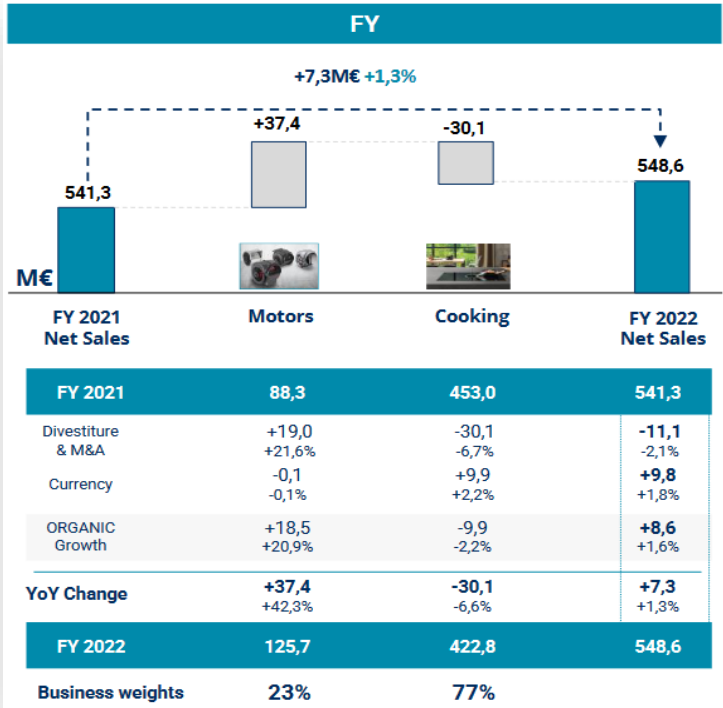 FY
+7,3M€ +1,3%
+37,4
-30,1
541,3
548,6
M€
FY 2021
Net Sales
Motors
Cooking
FY 2022
Net Sales
FY 2021 88,3 453,0 541,3
Divestiture
& M&A
+19,0 -30,1 -11,1
+21,6% -6,7% -2,1%
Currency
-0,1 +9,9 +9,8
-0,1% +2,2% +1,8%
ORGANIC
Growth
+18,5 -9,9 +8,6
+20,9% -2,2% +1,6%
YoY Change
+37,4 -30,1 +7,3
+42,3% -6,6% +1,3%
FY 2022 125,7 422,8 548,6
Business weights 23% 77%